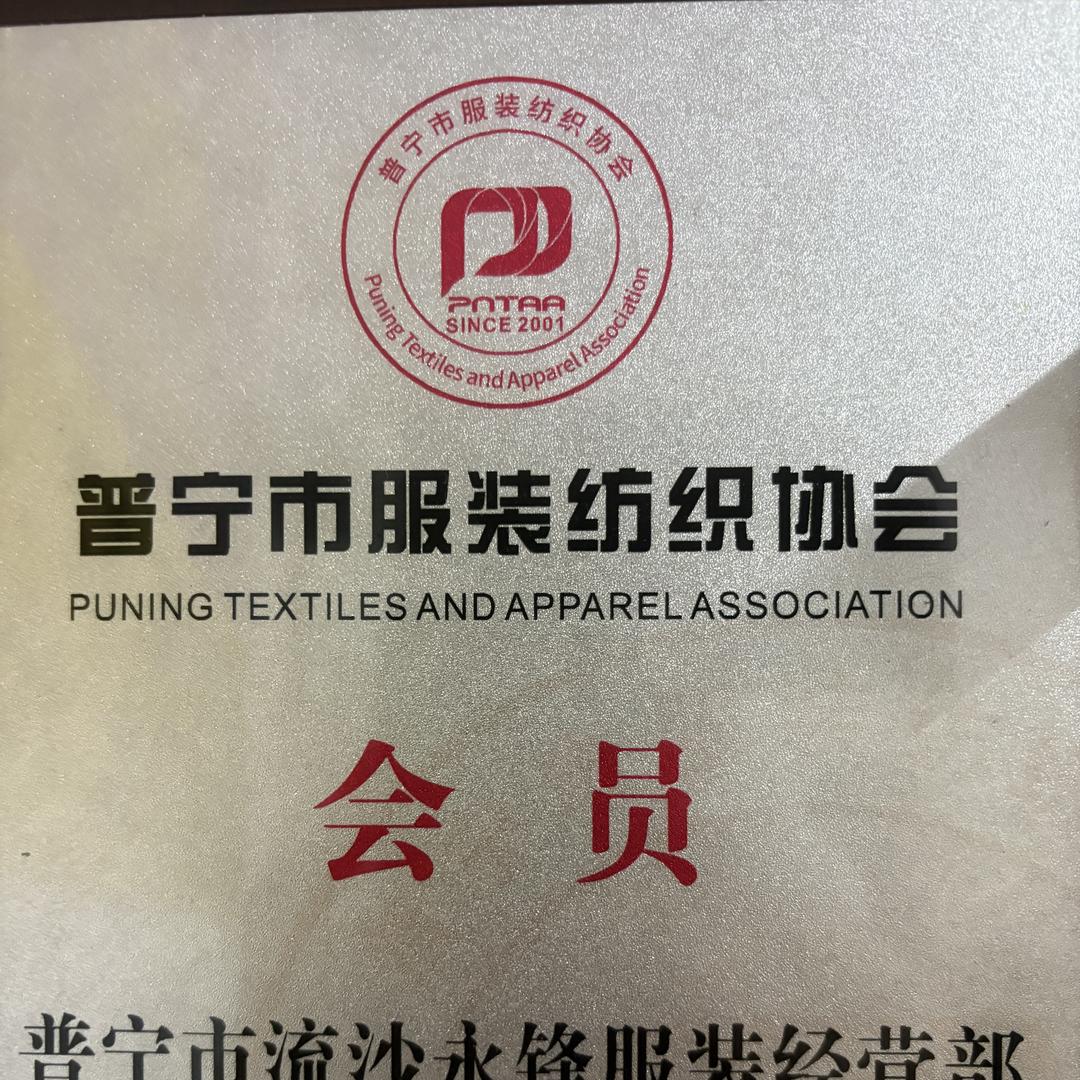 普宁市服装纺织协会
PNTAA
SINCE 2001
Puning Textiles and Apparel Association
普宁市服装纺织协会
PUNING TEXTILES AND APPAREL ASSOCIATION
会员
普宁市流沙永锋服装经营部